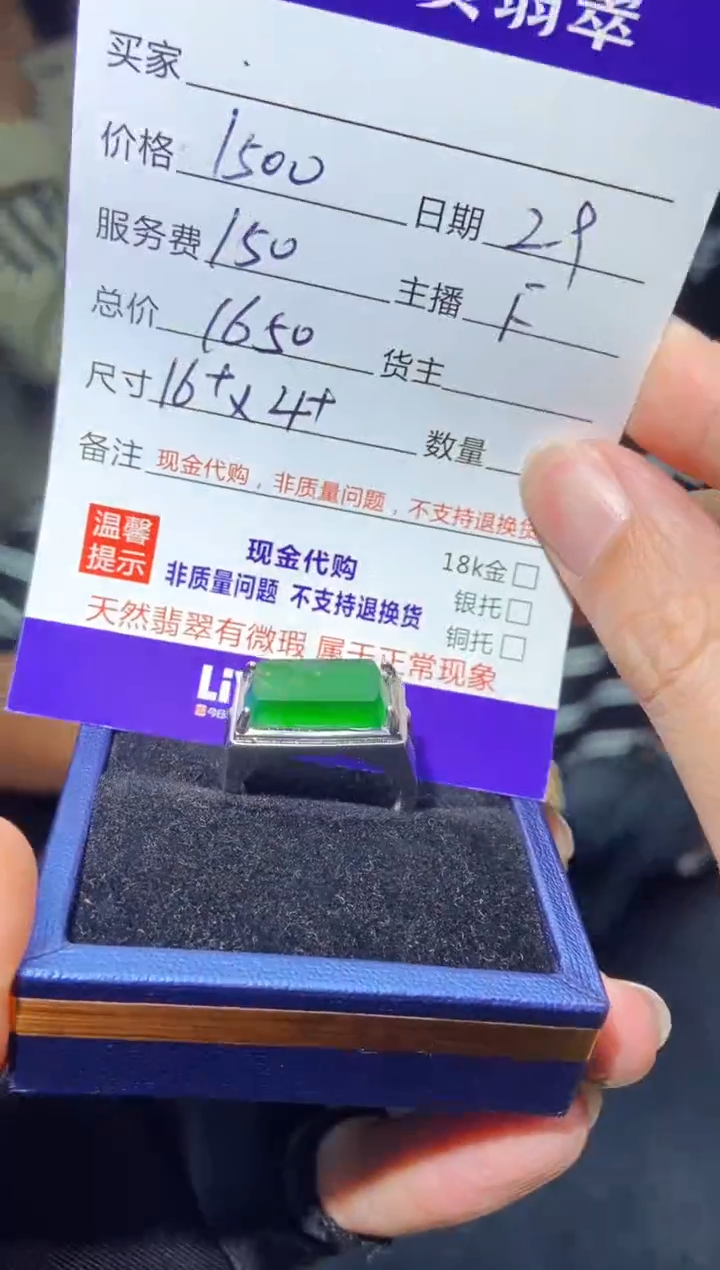 翡翠
买家
价格 1500
日期 29
服务费 150
主播 F
总价 1650
货主
尺寸 16+x4+
数量
备注 现金代购，非质量问题，不支持退换货
温馨提示
现金代购
非质量问题 不支持退换货
18k金
银托
铜托
天然翡翠有微瑕 属于正常现象